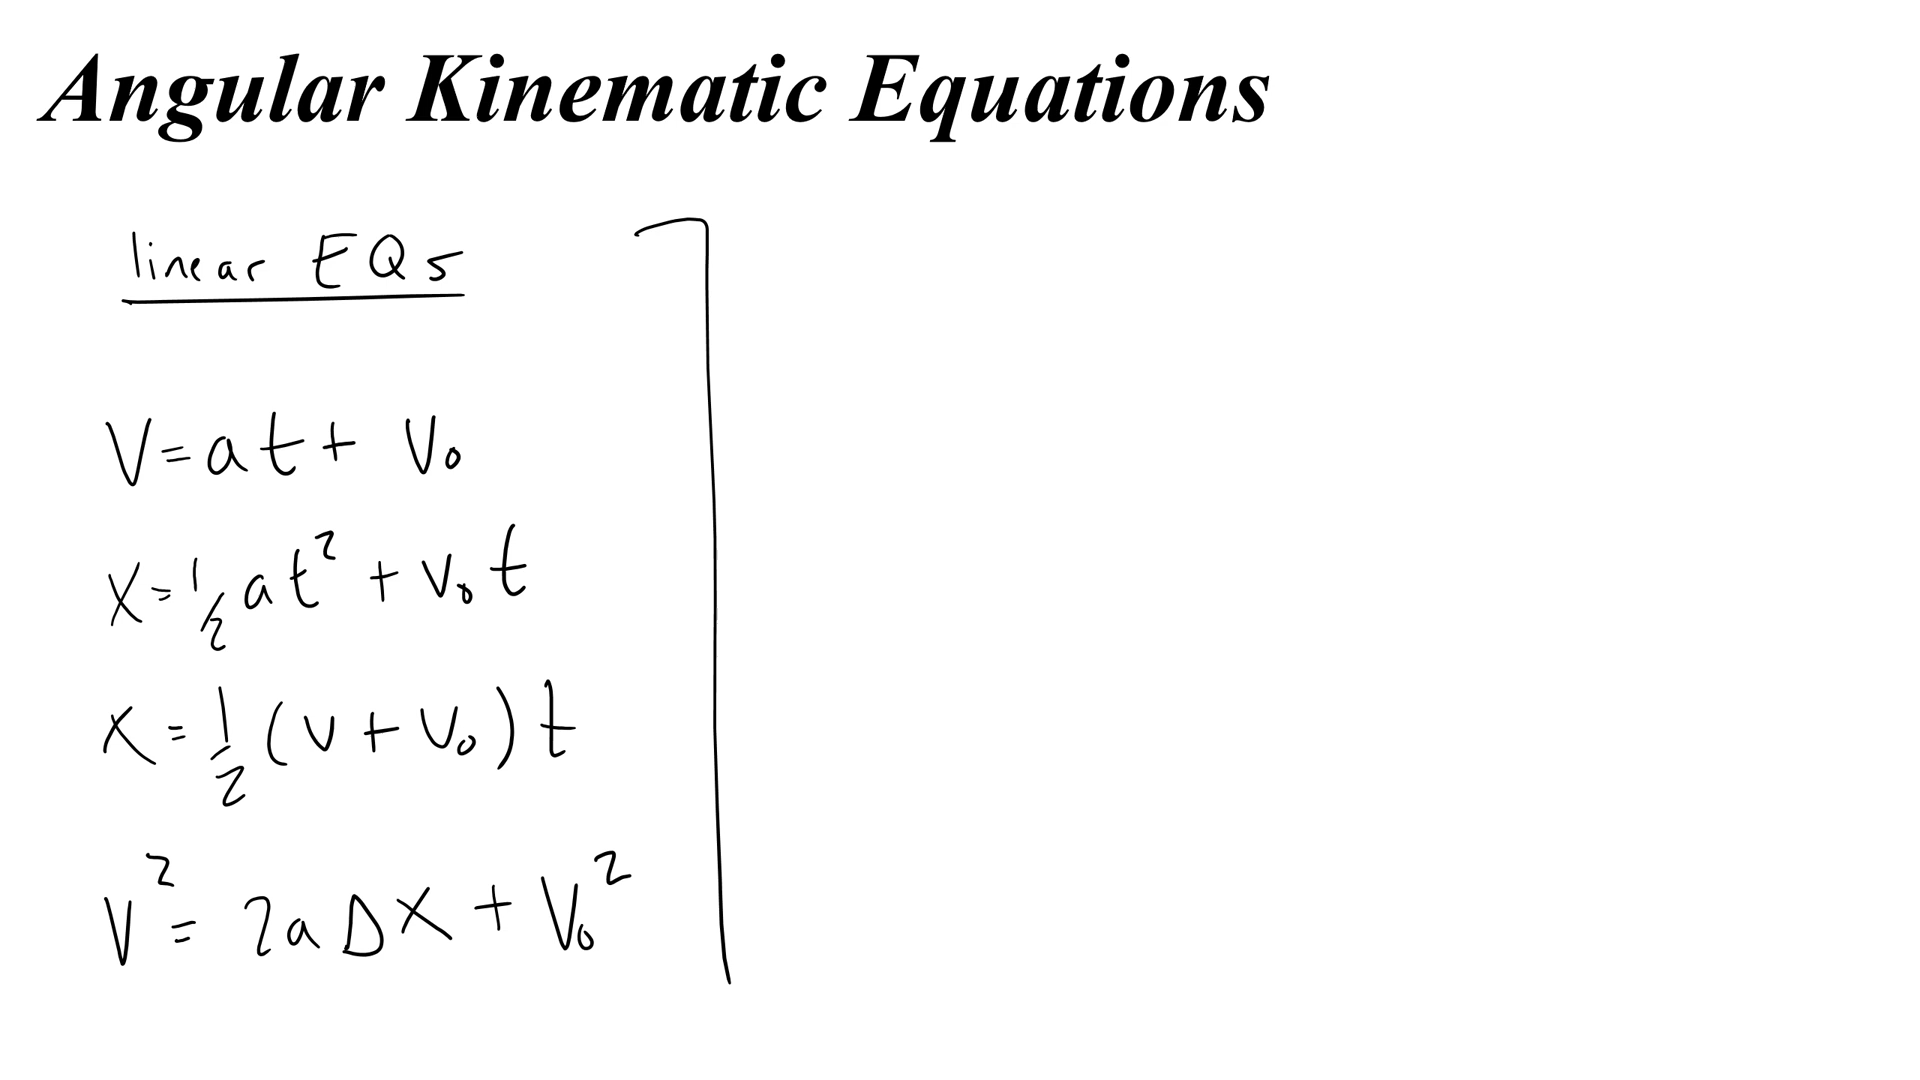 Angular Kinematic Equations
linear EQs
V = at + V₀
X = ½at² + v₀t
x = 1/2 (v + v₀)t
V² = 2aΔX + V₀²